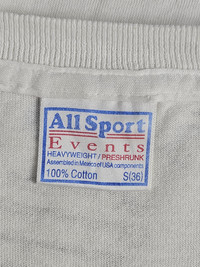 All Sport
Events
HEAVYWEIGHT / PRESHRUNK
Assembled in Mexico of USA components
100% Cotton S(36)